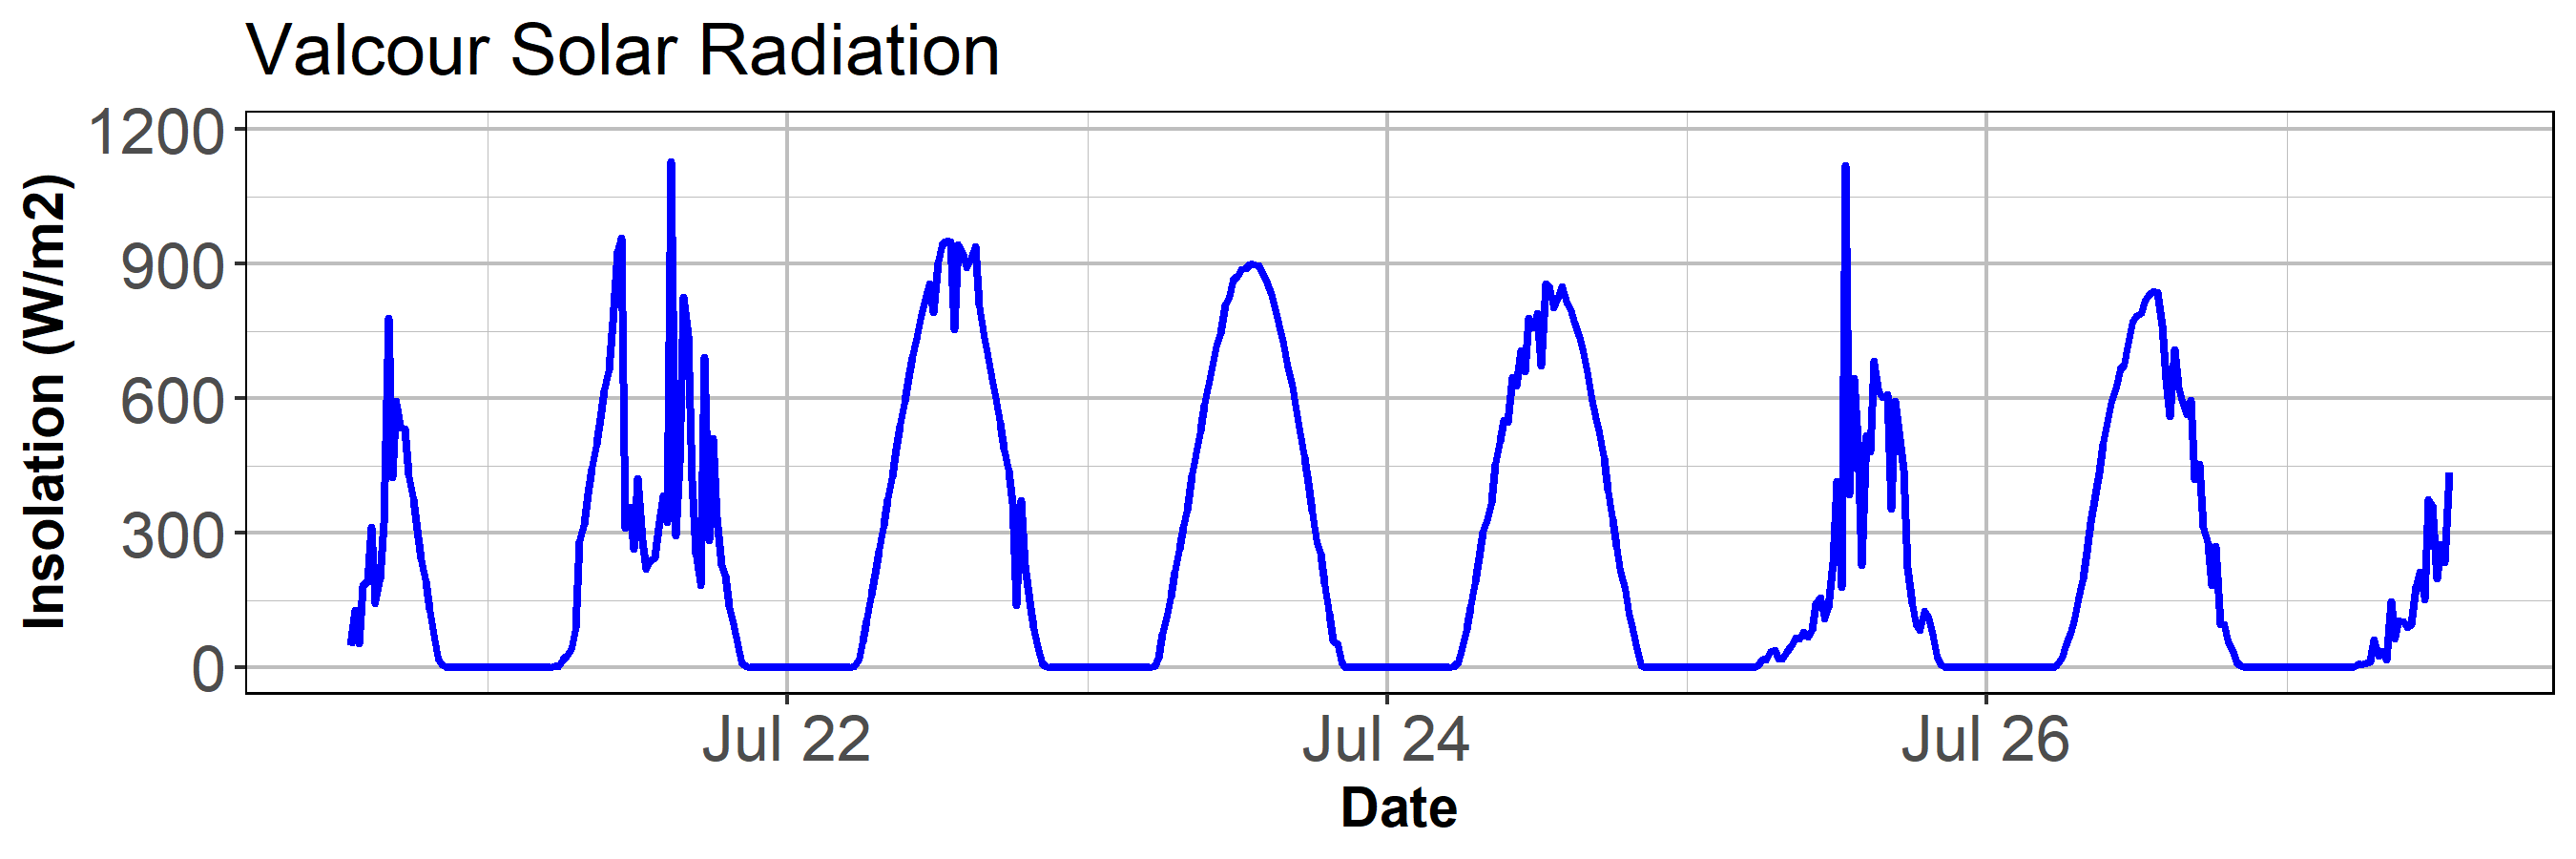 Valcour Solar Radiation
Insolation (W/m2)
1200
900
600
300
0
Jul 22
Jul 24
Jul 26
Date